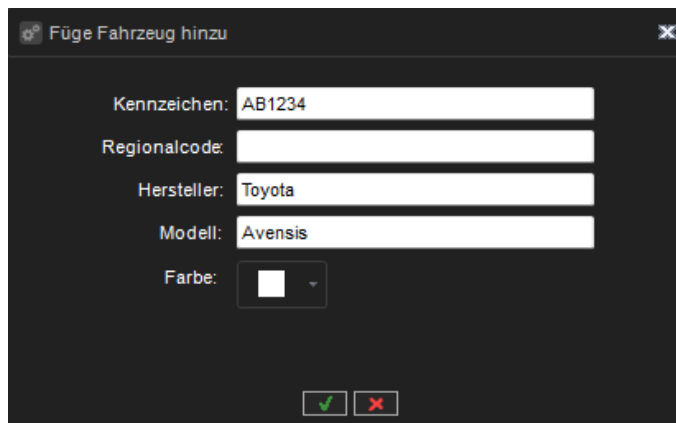 Füge Fahrzeug hinzu
Kennzeichen: AB1234
Regionalcode:
Hersteller: Toyota
Modell: Avensis
Farbe: